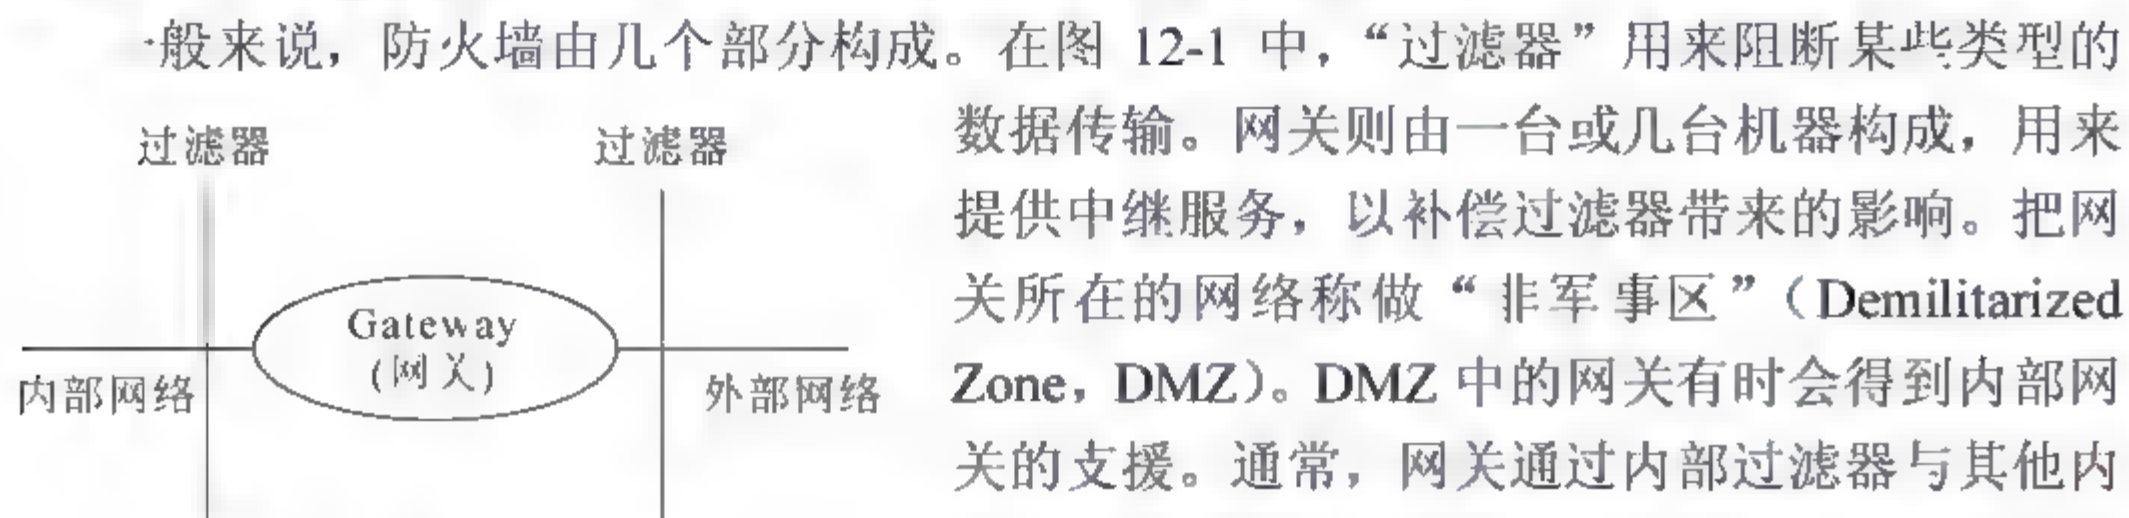 一般来说，防火墙由几个部分构成。在图 12-1 中，“过滤器”用来阻断某些类型的
数据传输。网关则由一台或几台机器构成，用来
提供中继服务，以补偿过滤器带来的影响。把网
关所在的网络称做“非军事区”（Demilitarized
Zone，DMZ）。DMZ 中的网关有时会得到内部网
关的支援。通常，网关通过内部过滤器与其他内
过滤器
过滤器
Gateway
(网关)
内部网络
外部网络